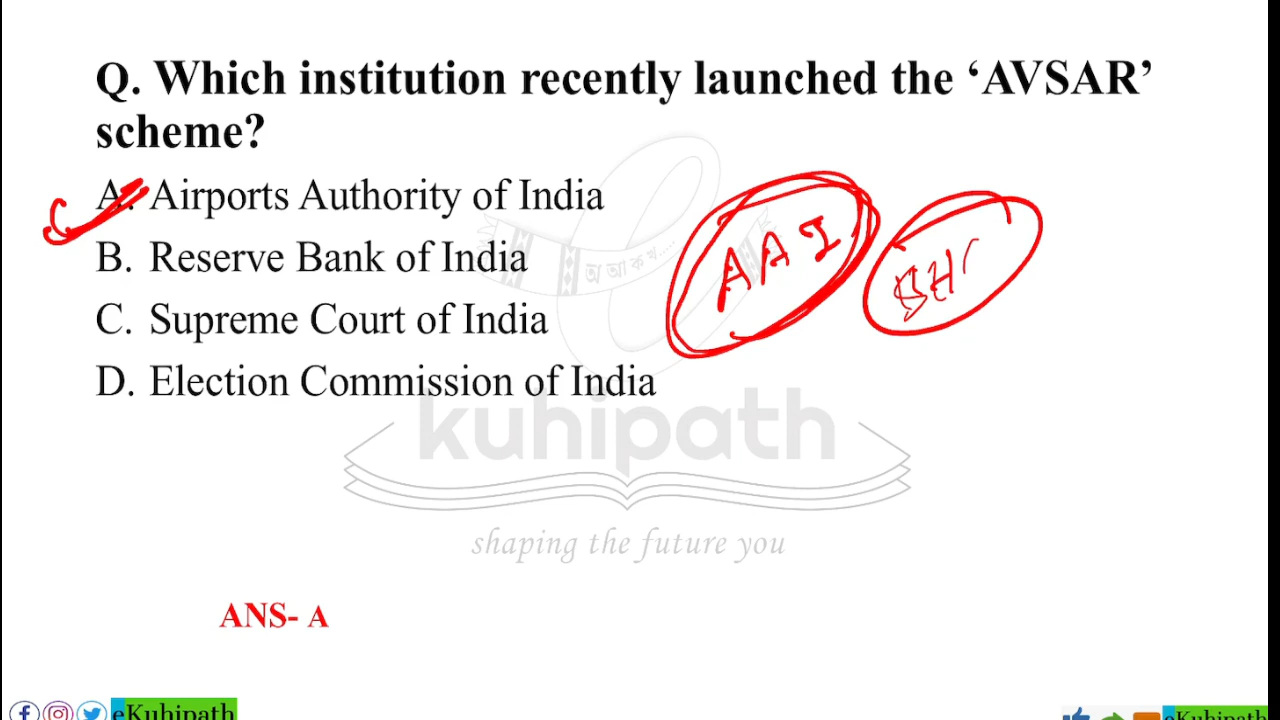 Q. Which institution recently launched the ‘AVSAR’
scheme?
A. Airports Authority of India
B. Reserve Bank of India
C. Supreme Court of India
D. Election Commission of India
AAI
অ আ ক খ.....
kuhipath
shaping the future you
ANS- A
eKuhipath
eKuhipath